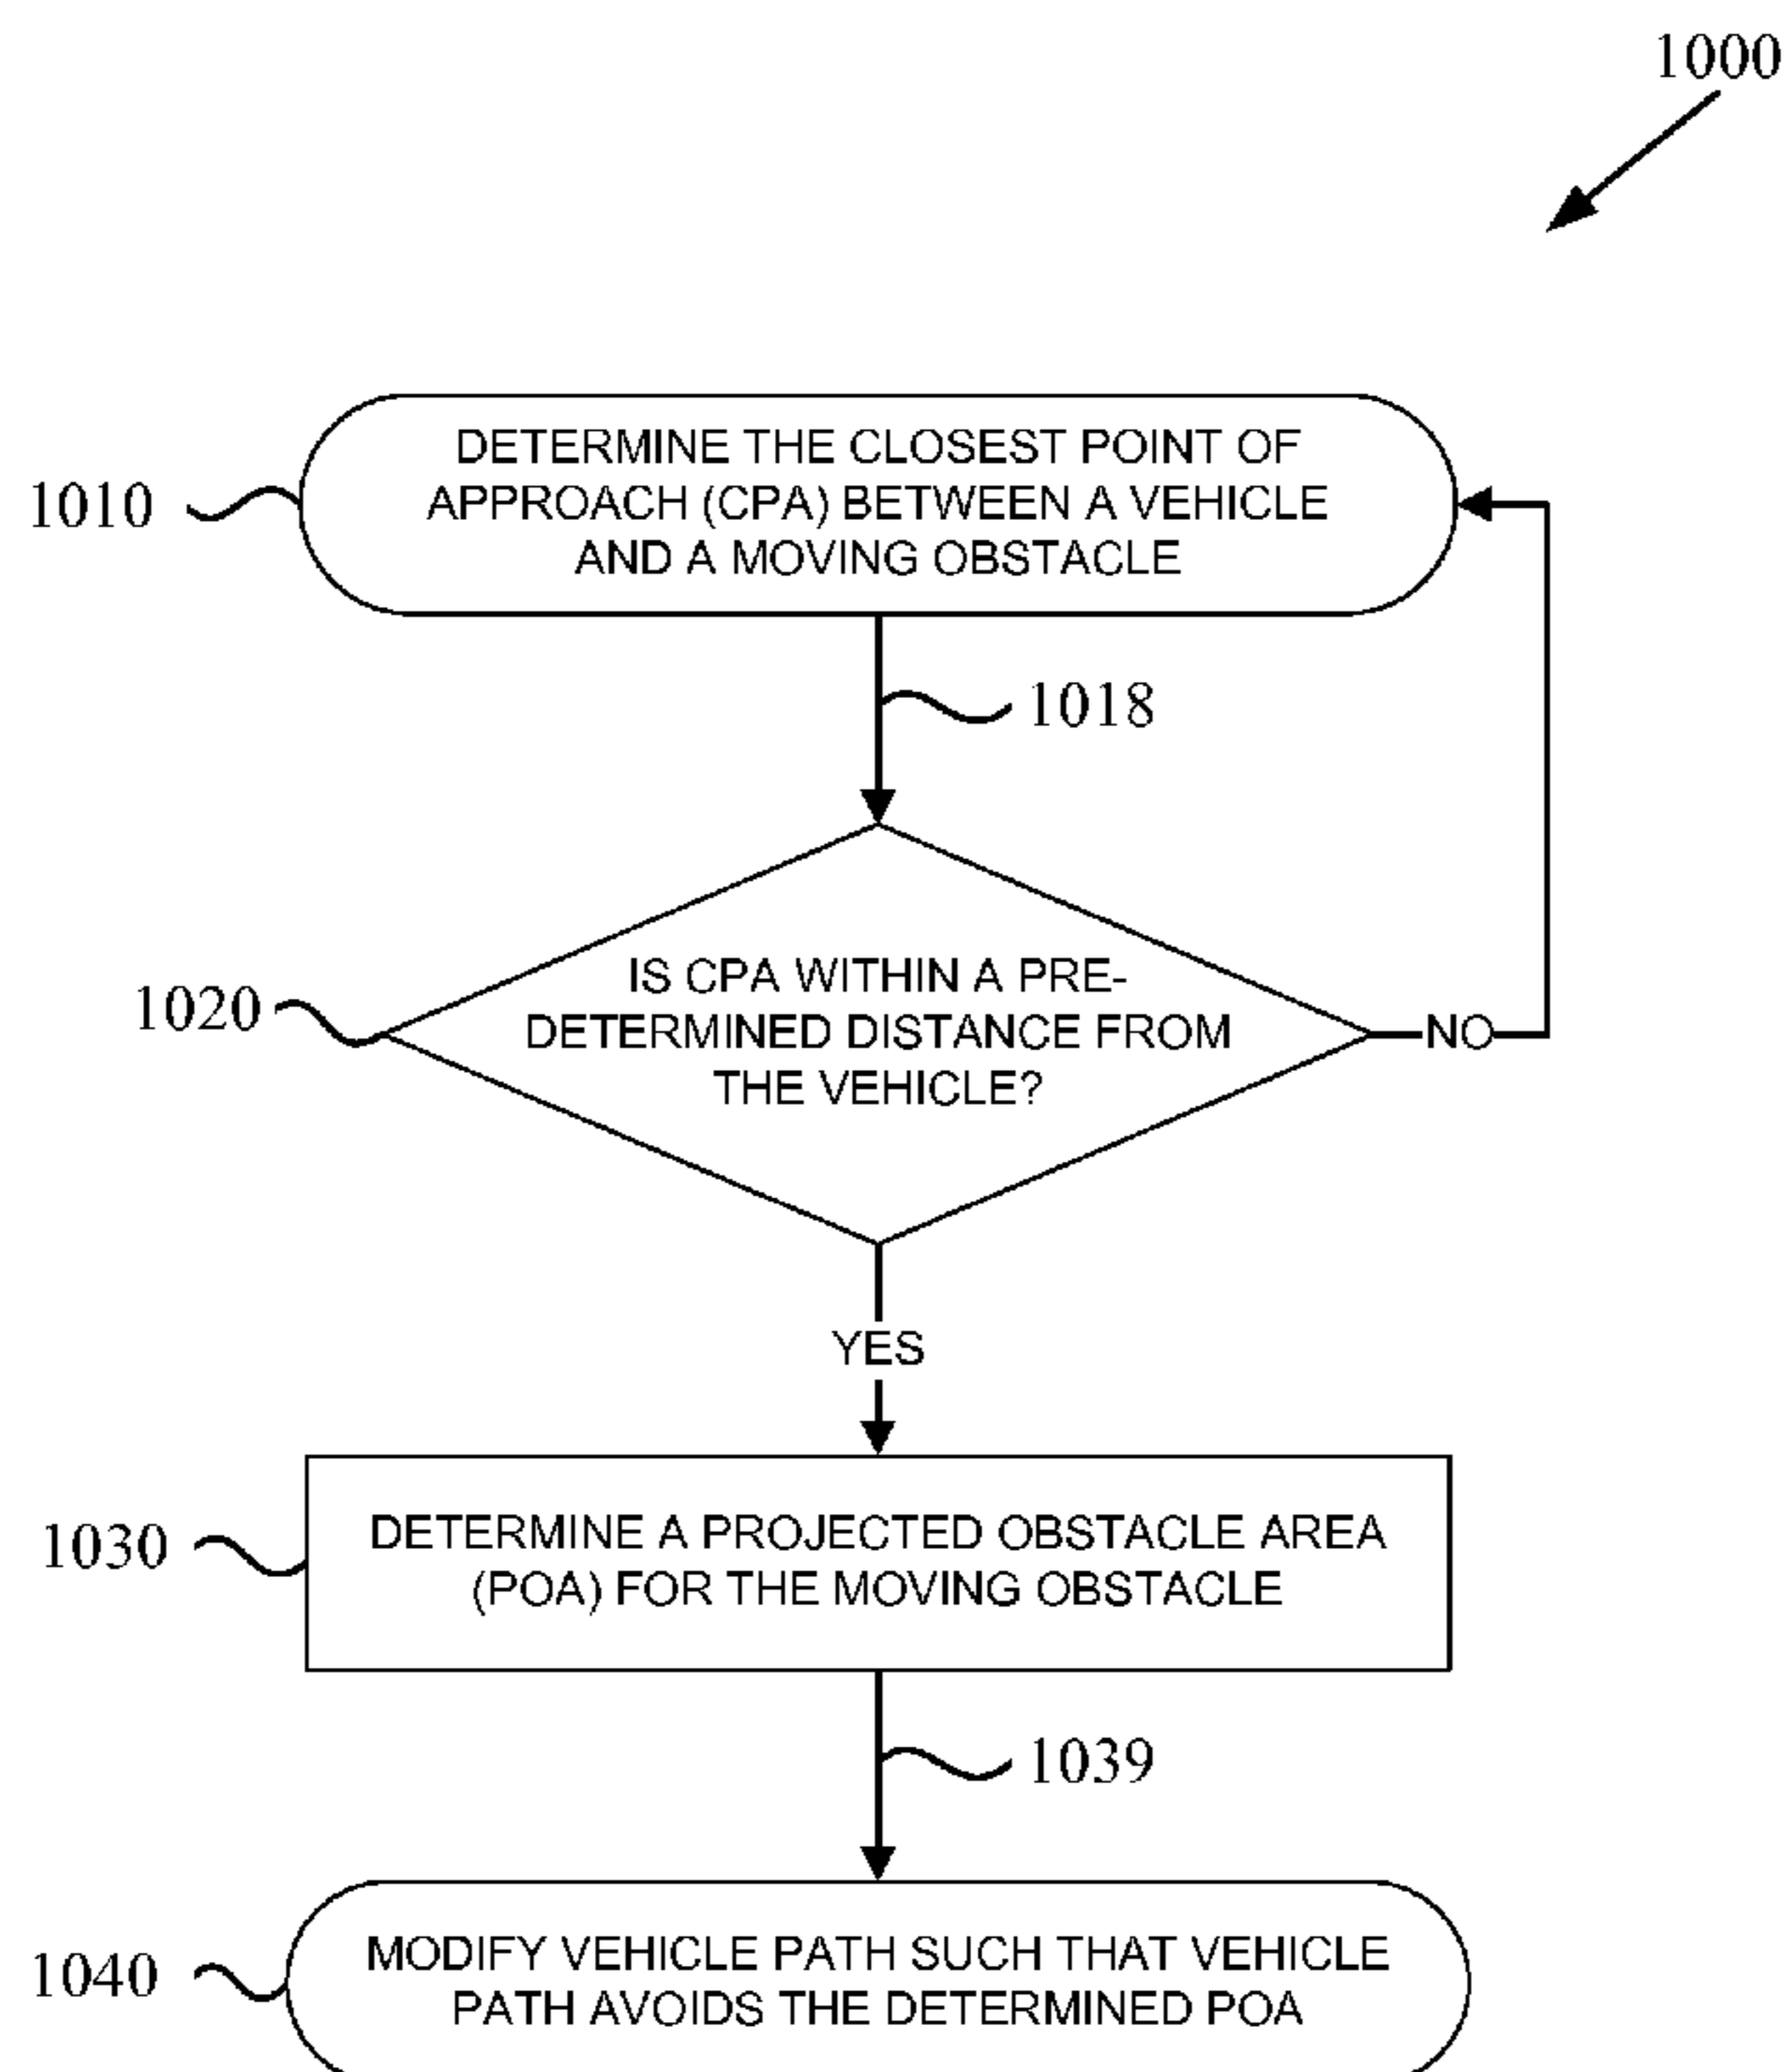 1000
DETERMINE THE CLOSEST POINT OF
APPROACH (CPA) BETWEEN A VEHICLE
AND A MOVING OBSTACLE
1010
1018
IS CPA WITHIN A PRE-
DETERMINED DISTANCE FROM
THE VEHICLE?
1020
NO
YES
DETERMINE A PROJECTED OBSTACLE AREA
(POA) FOR THE MOVING OBSTACLE
1030
1039
MODIFY VEHICLE PATH SUCH THAT VEHICLE
PATH AVOIDS THE DETERMINED POA
1040